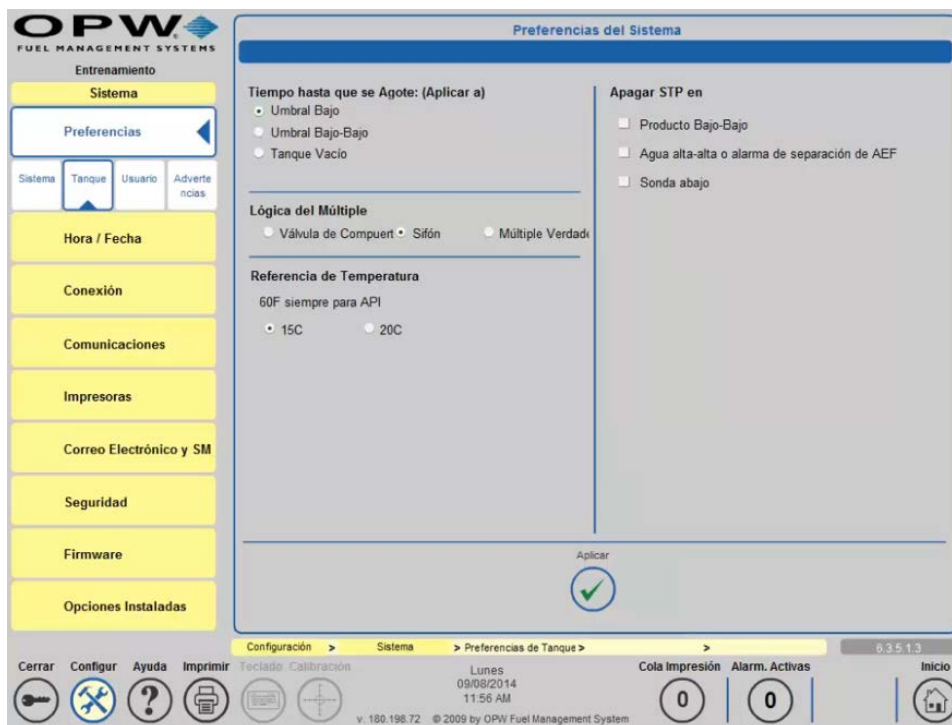 OPW
FUEL MANAGEMENT SYSTEMS
Entrenamiento
Sistema
Preferencias
Sistema
Tanque
Usuario
Adverte
ncias
Hora / Fecha
Conexión
Comunicaciones
Impresoras
Correo Electrónico y SM
Seguridad
Firmware
Opciones Instaladas
Preferencias del Sistema
Tiempo hasta que se Agote: (Aplicar a)
Umbral Bajo
Umbral Bajo-Bajo
Tanque Vacío
Lógica del Múltiple
Válvula de Compuert Sifón Múltiple Verdade
Referencia de Temperatura
60F siempre para API
15C 20C
Apagar STP en
Producto Bajo-Bajo
Agua alta-alta o alarma de separación de AEF
Sonda abajo
Aplicar
Configuración > Sistema > Preferencias de Tanque > >
6.3.5.1.3
Cerrar Configur Ayuda Imprimir Teclado Calibración
Lunes
09/08/2014
11:56 AM
v. 180.198.72 © 2009 by OPW Fuel Management System
Cola Impresión Alarm. Activas Inicio
0 0